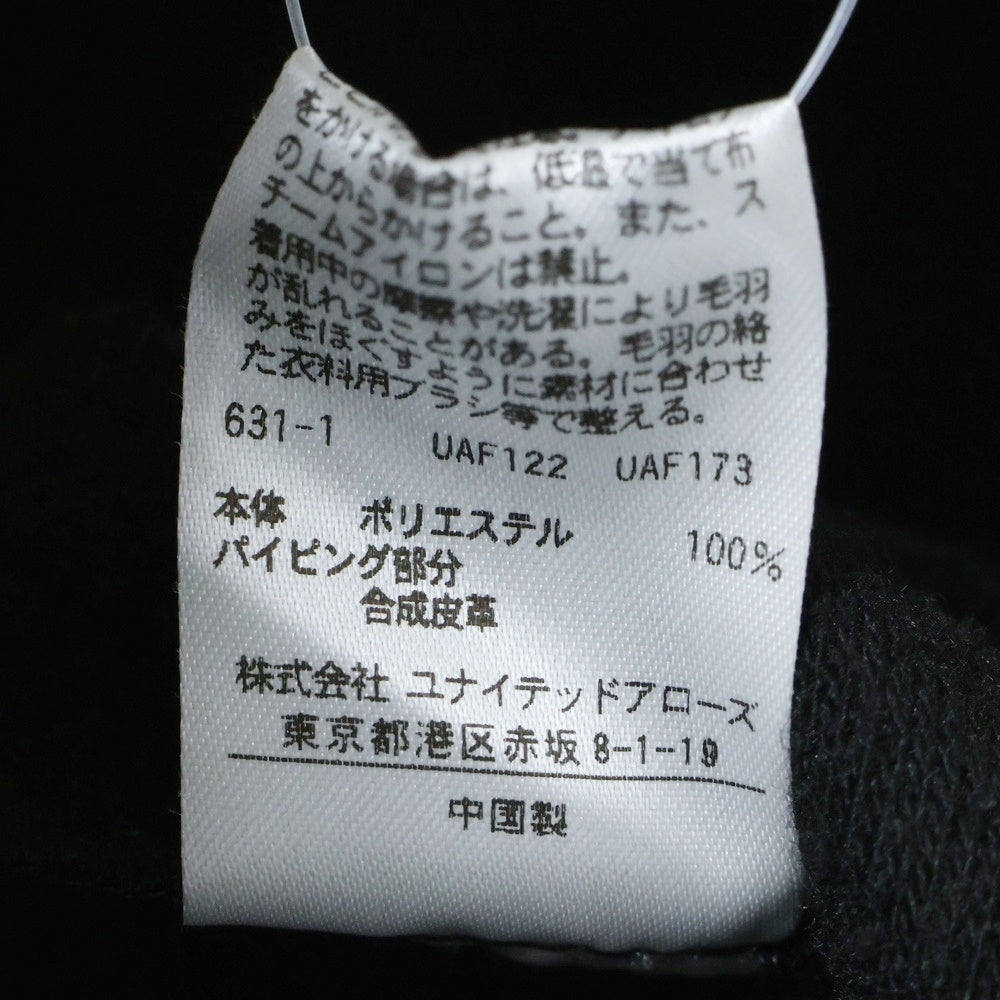 をかける場合は、低温で当て布
の上からかけること。また、ス
チームアイロンは禁止。
着用中の摩擦や洗濯により毛羽
が乱れることがある。毛羽の絡
みをほぐすように素材に合わせ
た衣料用ブラシ等で整える。
631-1 UAF122 UAF173
本体 ポリエステル 100%
パイピング部分
合成皮革
株式会社 ユナイテッドアローズ
東京都港区赤坂8-1-19
中国製